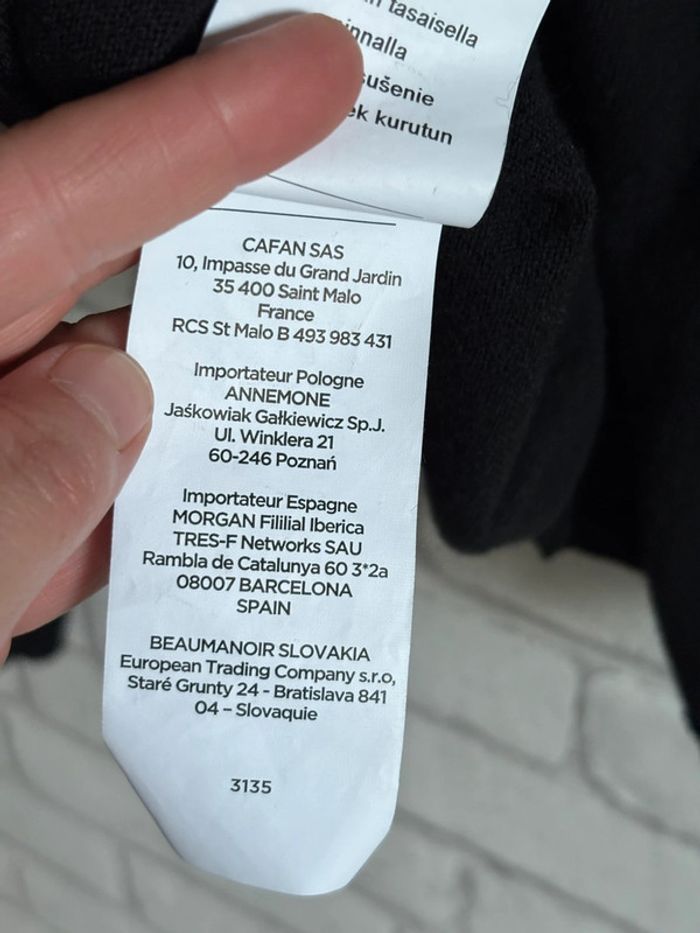 tasaisella
sušenie
kurutun
CAFAN SAS
10, Impasse du Grand Jardin
35 400 Saint Malo
France
RCS St Malo B 493 983 431
Importateur Pologne
ANNEMONE
Jaśkowiak Gałkiewicz Sp.J.
Ul. Winklera 21
60-246 Poznań
Importateur Espagne
MORGAN Fililial Iberica
TRES-F Networks SAU
Rambla de Catalunya 60 3*2a
08007 BARCELONA
SPAIN
BEAUMANOIR SLOVAKIA
European Trading Company s.r.o,
Staré Grunty 24 - Bratislava 841
04 – Slovaquie
3135